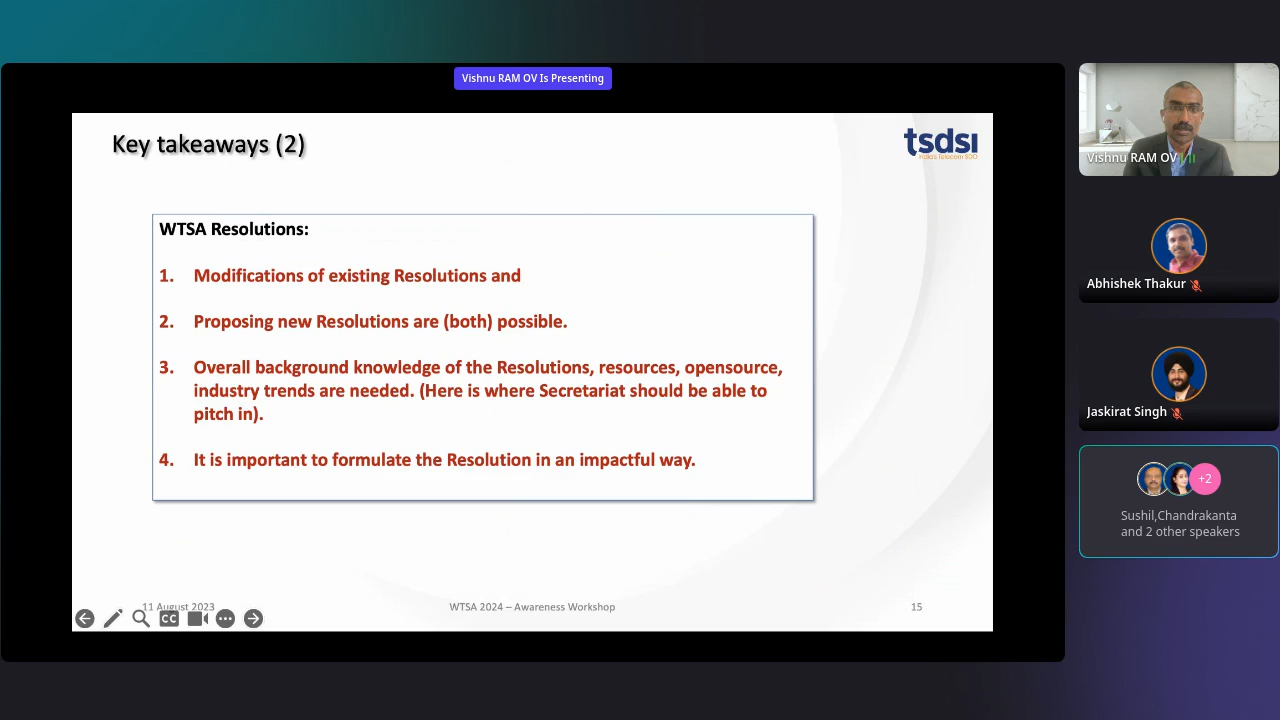 Vishnu RAM OV Is Presenting
Key takeaways (2)
tsdsi
India's Telecom SDO
WTSA Resolutions:
1. Modifications of existing Resolutions and
2. Proposing new Resolutions are (both) possible.
3. Overall background knowledge of the Resolutions, resources, opensource,
industry trends are needed. (Here is where Secretariat should be able to
pitch in).
4. It is important to formulate the Resolution in an impactful way.
11 August 2023
WTSA 2024 – Awareness Workshop
15
CC
Vishnu RAM OV
Abhishek Thakur
Jaskirat Singh
+2
Sushil,Chandrakanta
and 2 other speakers